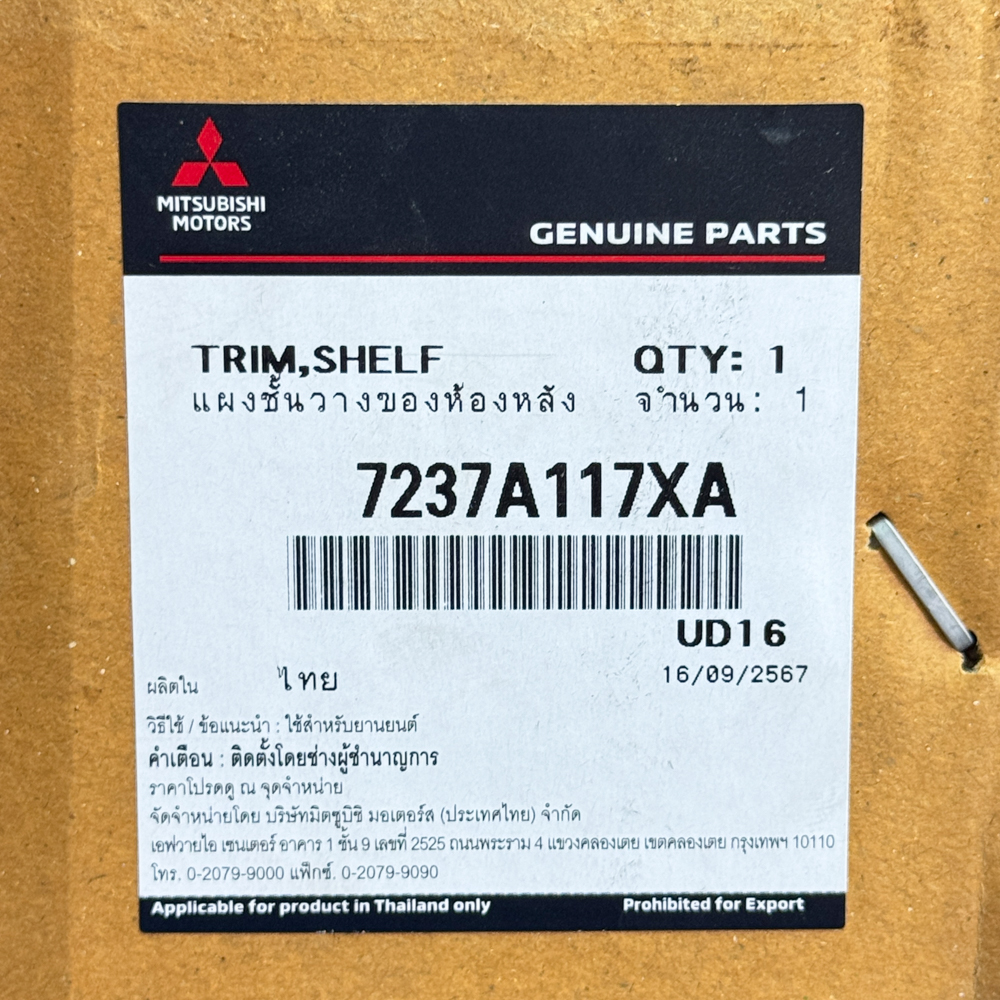 MITSUBISHI
MOTORS
GENUINE PARTS
TRIM,SHELF QTY: 1
แผงชั้นวางของห้องหลัง จำนวน: 1
7237A117XA
UD16
ผลิตใน ไทย 16/09/2567
วิธีใช้ / ข้อแนะนำ : ใช้สำหรับยานยนต์
คำเตือน : ติดตั้งโดยช่างผู้ชำนาญการ
ราคาโปรดดู ณ จุดจำหน่าย
จัดจำหน่ายโดย บริษัทมิตซูบิชิ มอเตอร์ส (ประเทศไทย) จำกัด
เอฟวายไอ เซนเตอร์ อาคาร 1 ชั้น 9 เลขที่ 2525 ถนนพระราม 4 แขวงคลองเตย เขตคลองเตย กรุงเทพฯ 10110
โทร. 0-2079-9000 แฟ็กซ์. 0-2079-9090
Applicable for product in Thailand only Prohibited for Export